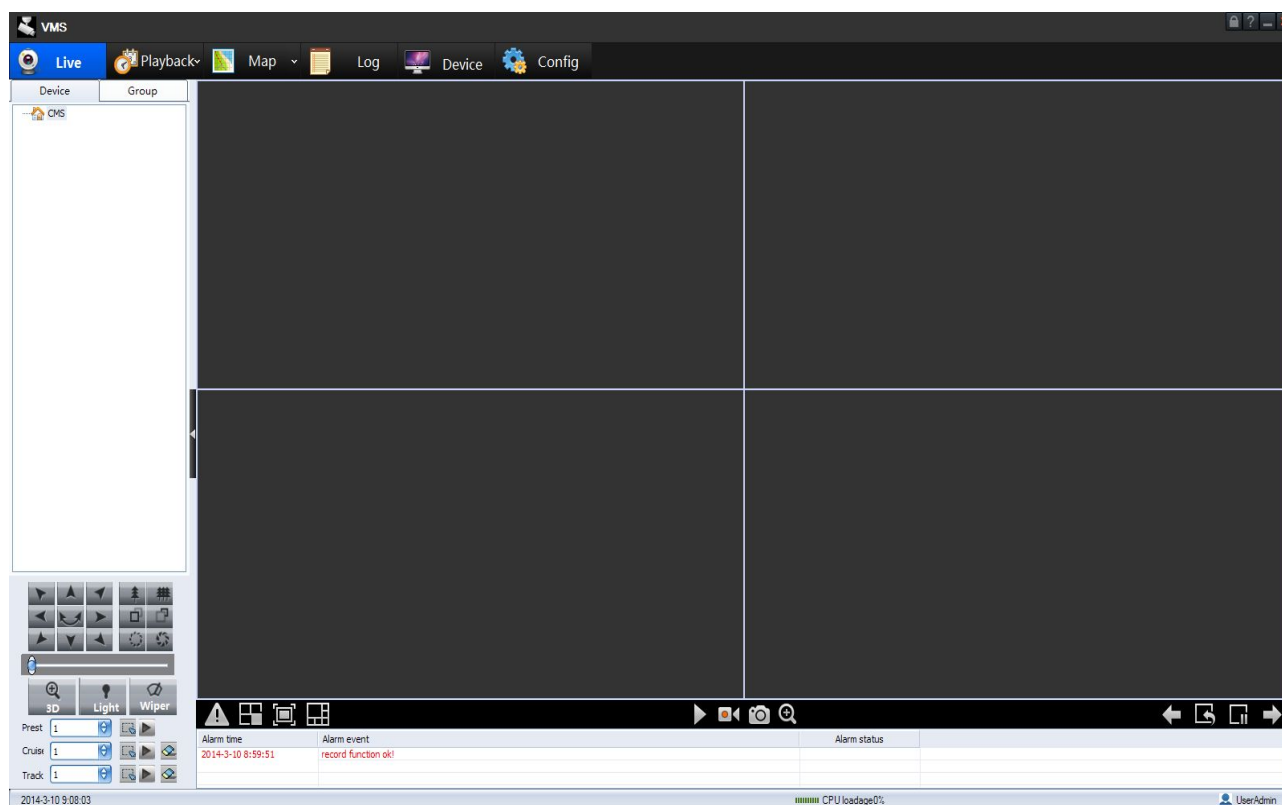 VMS
Live Playback Map Log Device Config
Device Group
CMS
3D Light Wiper
Prest 1
Cruise 1
Track 1
Alarm time Alarm event Alarm status
2014-3-10 8:59:51 record function ok!
2014-3-10 9:08:03 CPU loadage0% UserAdmin